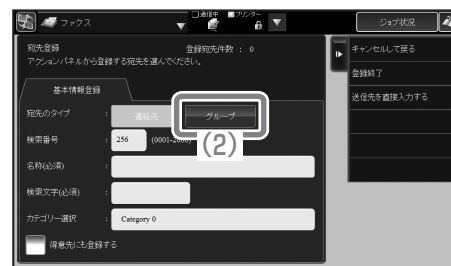 ファクス
通信中 プリンター
ジョブ状況
宛先登録 登録宛先件数 : 0
アクションパネルから登録する宛先を選んでください。
キャンセルして戻る
登録終了
送信先を直接入力する
基本情報登録
宛先のタイプ : 連絡先 グループ
(2)
検索番号 : 256 (0001-2000)
名称(必須) :
検索文字(必須) :
カテゴリー選択 : Category 0
得意先にも登録する